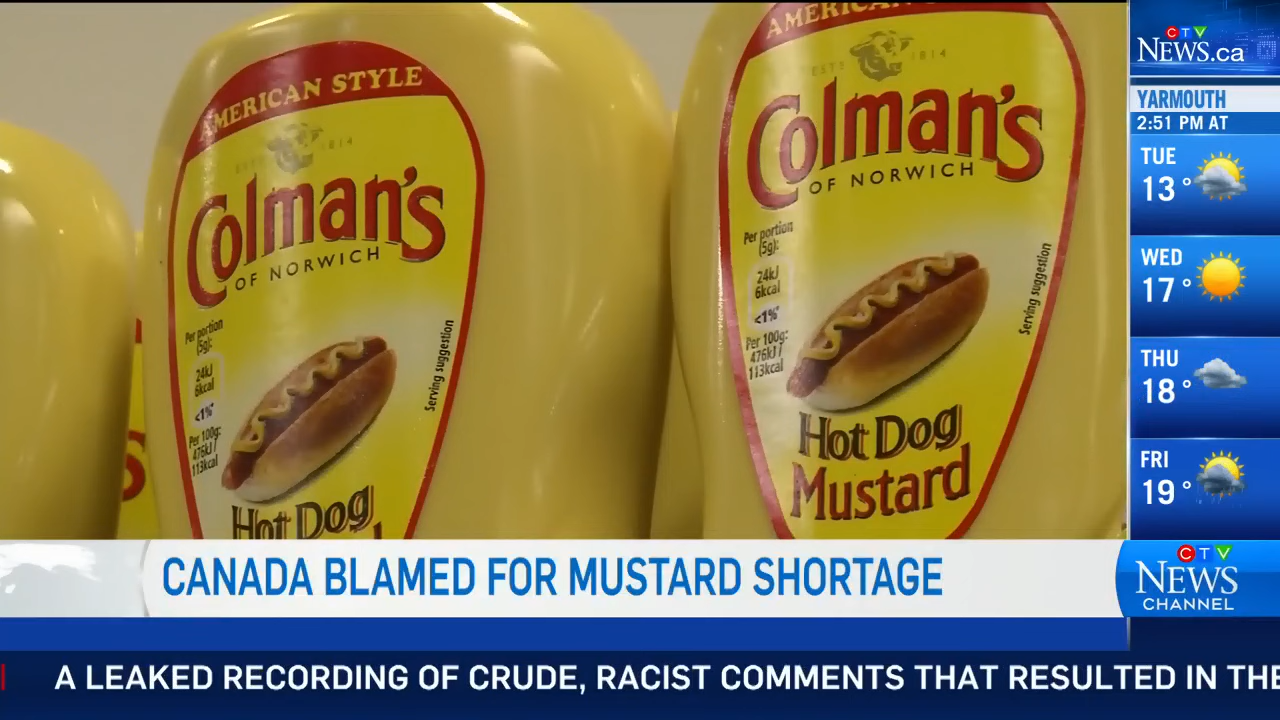 AMERICAN STYLE
ESTD 1814
Colman's
OF NORWICH
Per portion
(5g):
24kJ
6kcal
<1%*
Per 100g:
476kJ /
113kcal
Serving suggestion
Hot Dog
AMERICAN
1814
Colman's
OF NORWICH
Per portion
(5g):
24kJ
6kcal
<1%*
Per 100g:
476kJ /
113kcal
Serving suggestion
Hot Dog
Mustard
CTV
NEWS.ca
YARMOUTH
2:51 PM AT
TUE
13°
WED
17°
THU
18°
FRI
19°
CANADA BLAMED FOR MUSTARD SHORTAGE
CTV
NEWS
CHANNEL
A LEAKED RECORDING OF CRUDE, RACIST COMMENTS THAT RESULTED IN THE